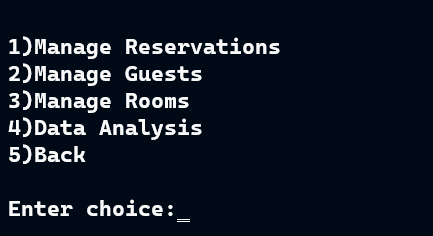 1)Manage Reservations
2)Manage Guests
3)Manage Rooms
4)Data Analysis
5)Back
Enter choice:_